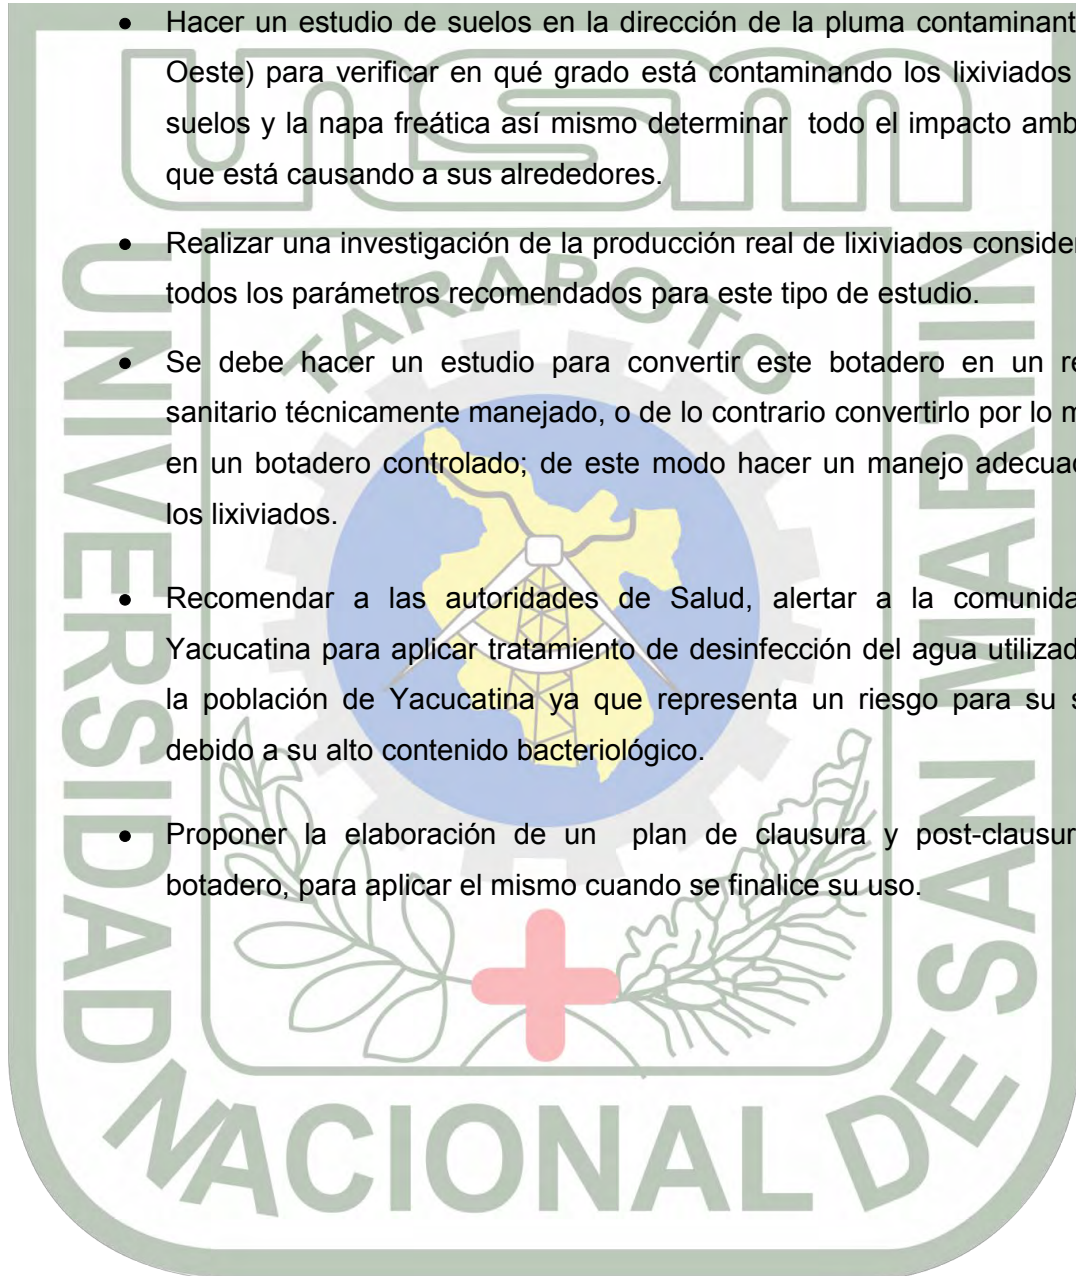 • Hacer un estudio de suelos en la dirección de la pluma contaminant
Oeste) para verificar en qué grado está contaminando los lixiviados
suelos y la napa freática así mismo determinar todo el impacto amb
que está causando a sus alrededores.
• Realizar una investigación de la producción real de lixiviados conside
todos los parámetros recomendados para este tipo de estudio.
• Se debe hacer un estudio para convertir este botadero en un re
sanitario técnicamente manejado, o de lo contrario convertirlo por lo m
en un botadero controlado; de este modo hacer un manejo adecuad
los lixiviados.
• Recomendar a las autoridades de Salud, alertar a la comunida
Yacucatina para aplicar tratamiento de desinfección del agua utilizad
la población de Yacucatina ya que representa un riesgo para su s
debido a su alto contenido bacteriológico.
• Proponer la elaboración de un plan de clausura y post-clausur
botadero, para aplicar el mismo cuando se finalice su uso.
unsm
TARAPOTO
UNIVERSIDAD
NACIONAL DE
SAN MARTIN